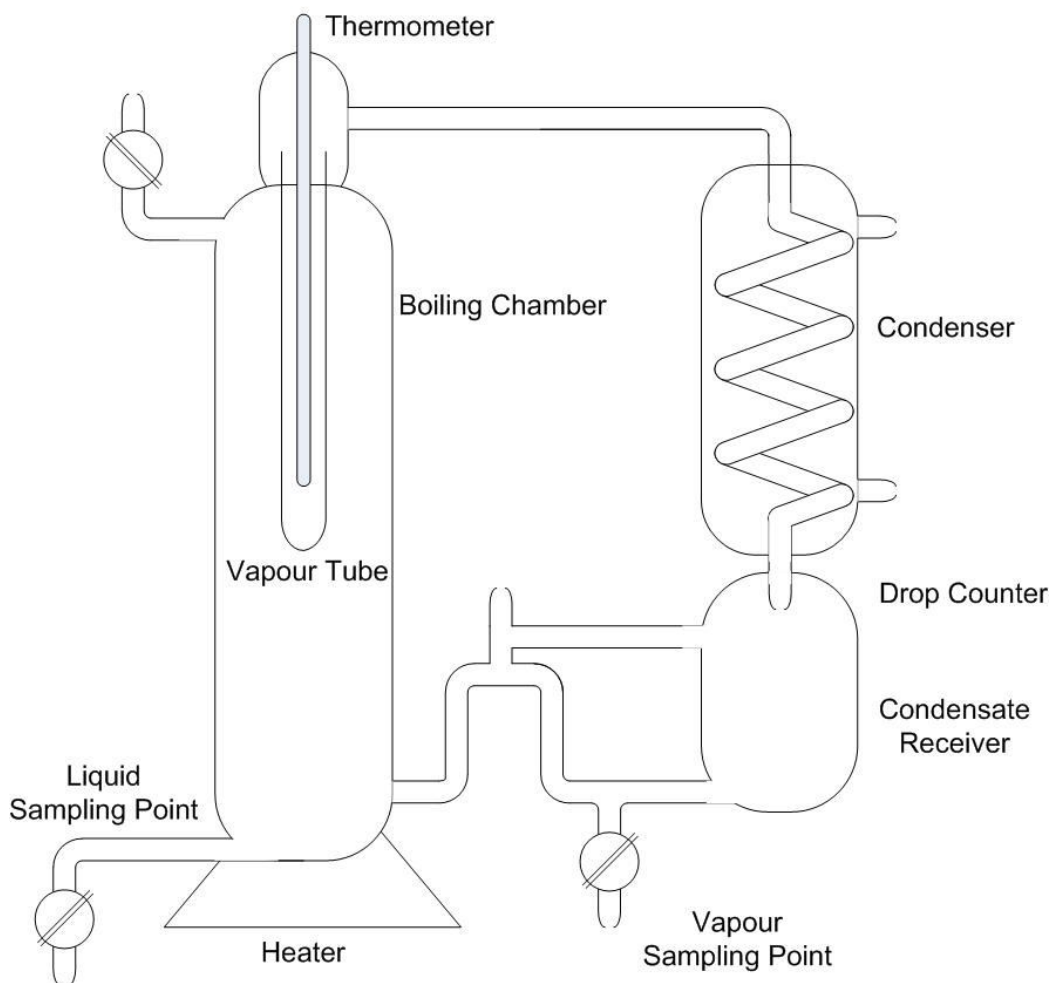 Thermometer
Boiling Chamber
Condenser
Vapour Tube
Drop Counter
Condensate
Receiver
Liquid
Sampling Point
Heater
Vapour
Sampling Point